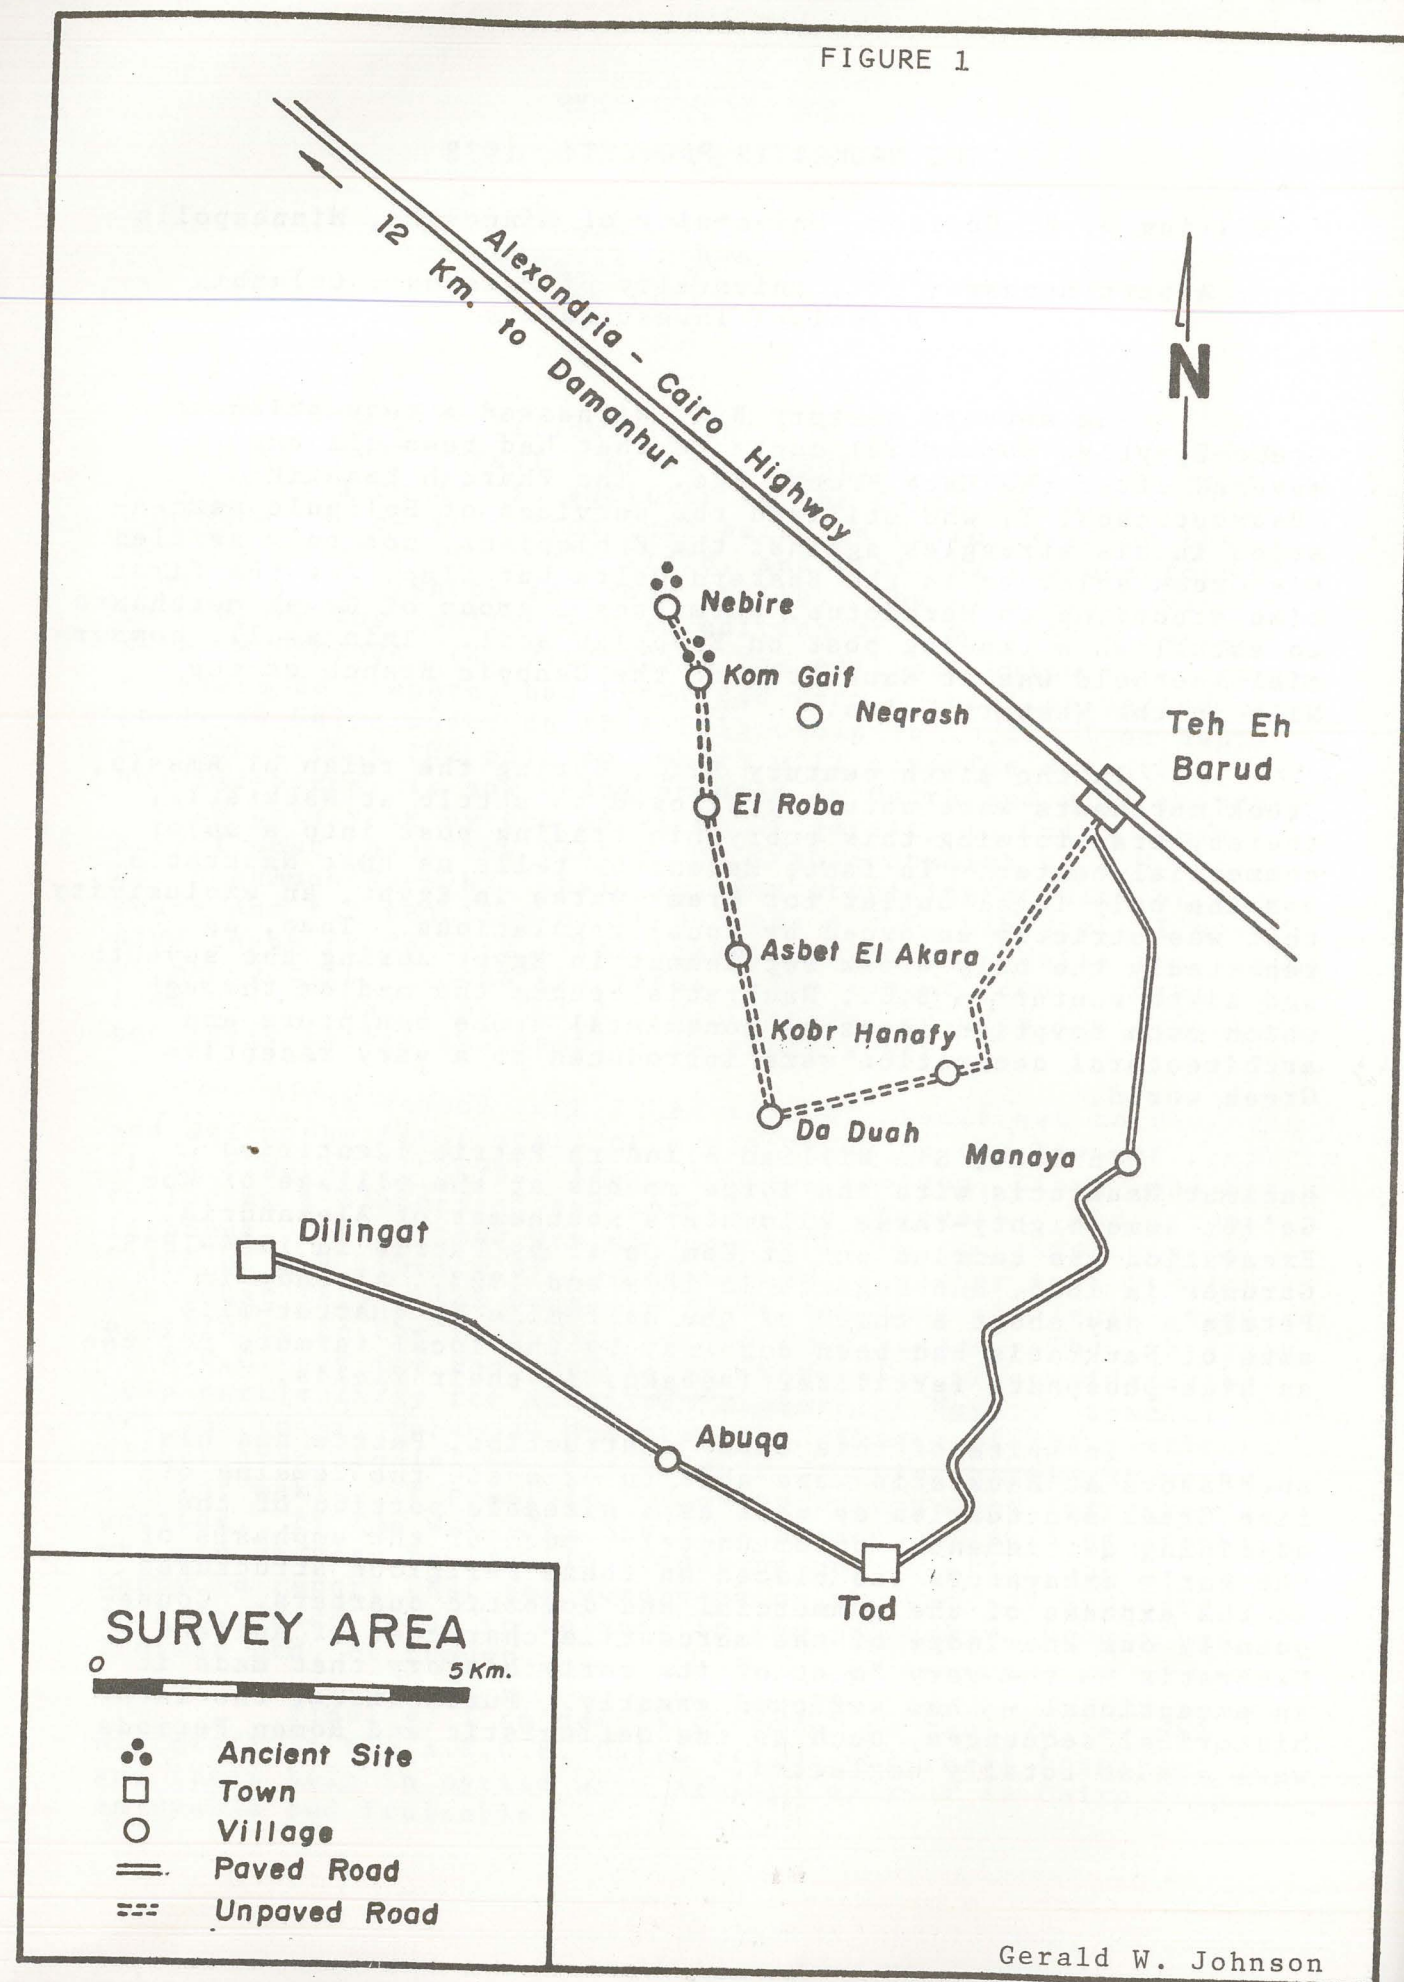 FIGURE 1
12 Km. to Damanhur
Alexandria - Cairo Highway
N
Nebire
Kom Gaif
Neqrash
Teh Eh
Barud
El Roba
Asbet El Akara
Kobr Hanafy
Da Duah
Manaya
Dilingat
Abuqa
Tod
SURVEY AREA
0 5 Km.
Ancient Site
Town
Village
Paved Road
Unpaved Road
Gerald W. Johnson